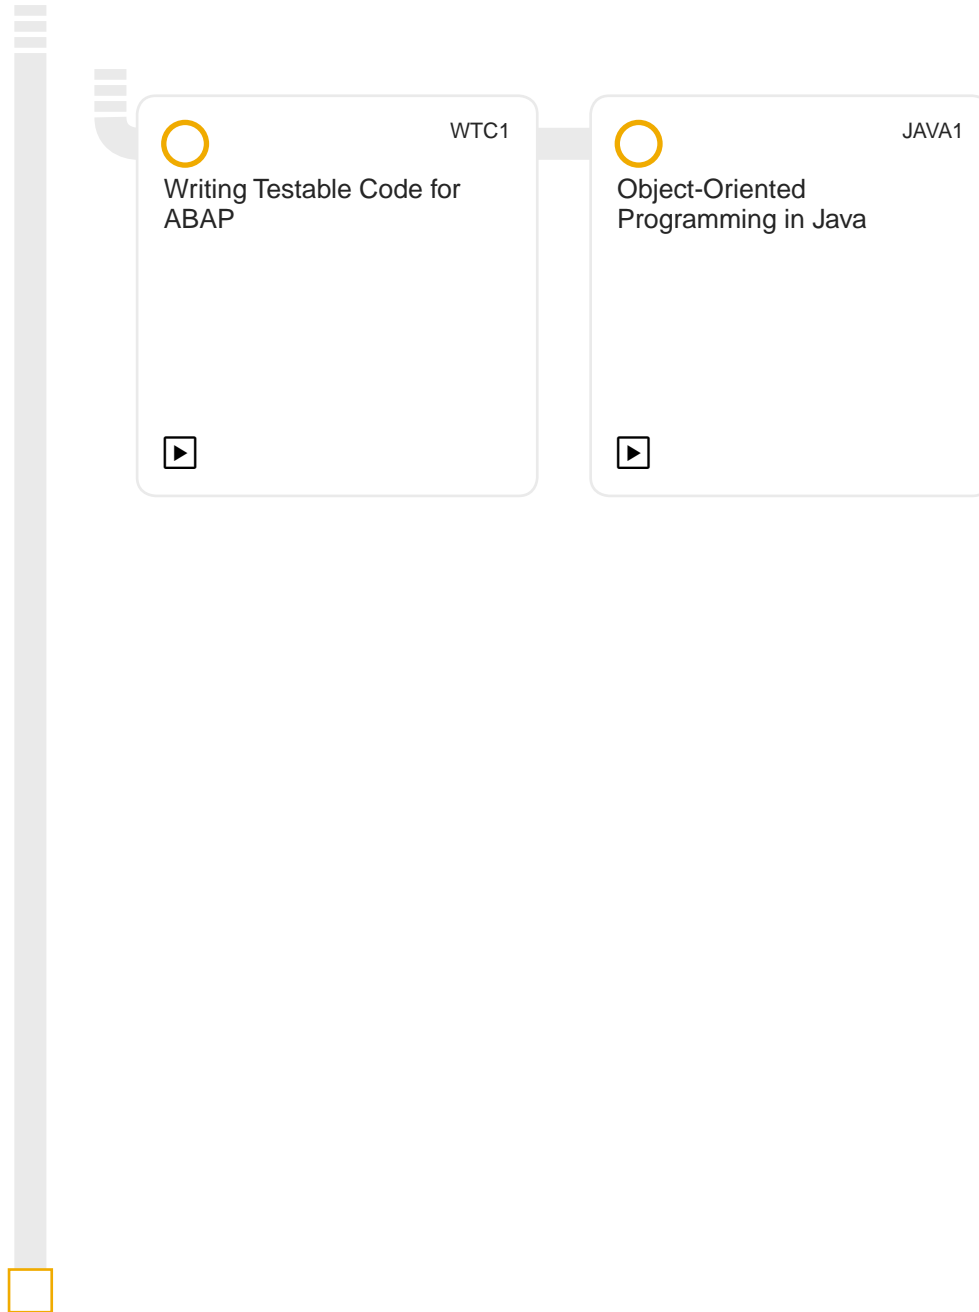 WTC1
Writing Testable Code for
ABAP
JAVA1
Object-Oriented
Programming in Java